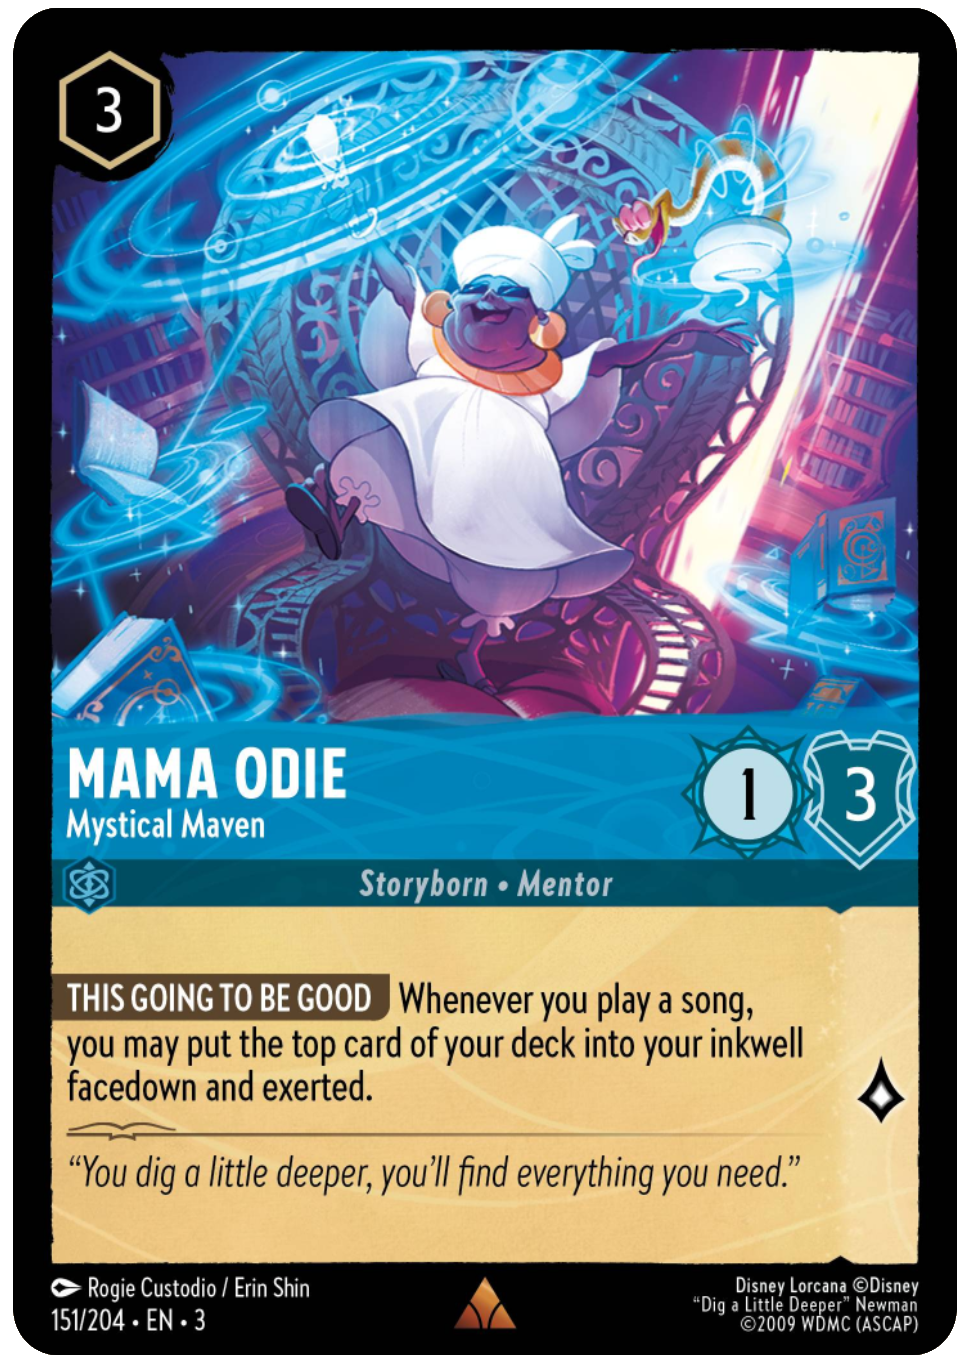 3
MAMA ODIE
Mystical Maven
1
3
Storyborn • Mentor
THIS GOING TO BE GOOD Whenever you play a song,
you may put the top card of your deck into your inkwell
facedown and exerted.
“You dig a little deeper, you’ll find everything you need.”
Rogie Custodio / Erin Shin
151/204 • EN • 3
Disney Lorcana ©Disney
“Dig a Little Deeper” Newman
©2009 WDMC (ASCAP)